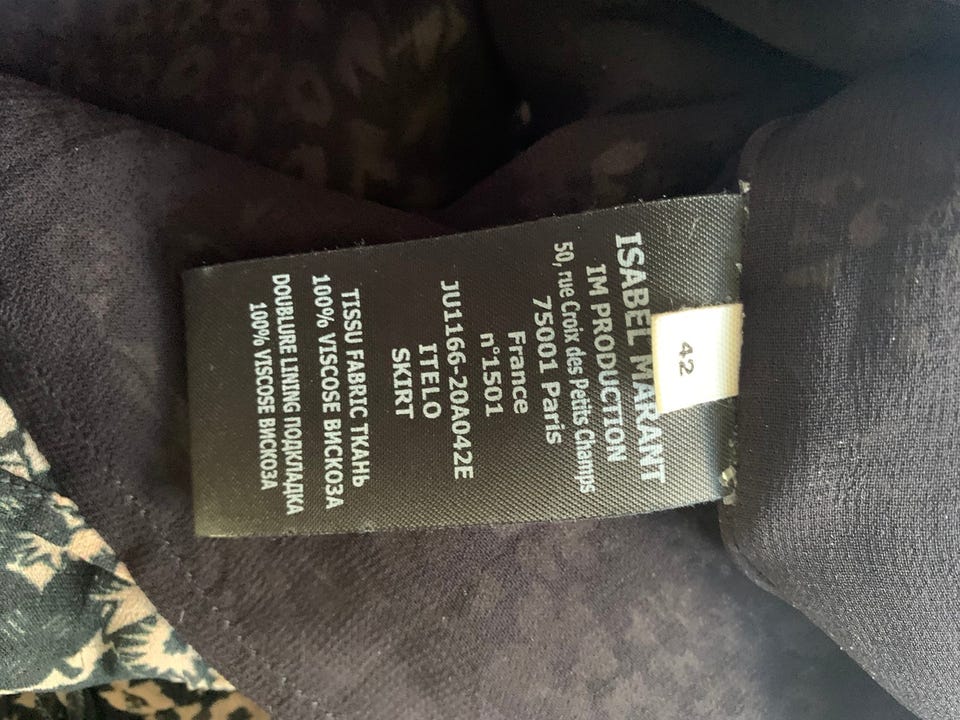 42
ISABEL MARANT
IM PRODUCTION
50, rue Croix des Petits Champs
75001 Paris
France
n°1501
JU1166-20A042E
ITELO
SKIRT
TISSU FABRIC ТКАНЬ
100% VISCOSE ВИСКОЗА
DOUBLURE LINING ПОДКЛАДКА
100% VISCOSE ВИСКОЗА